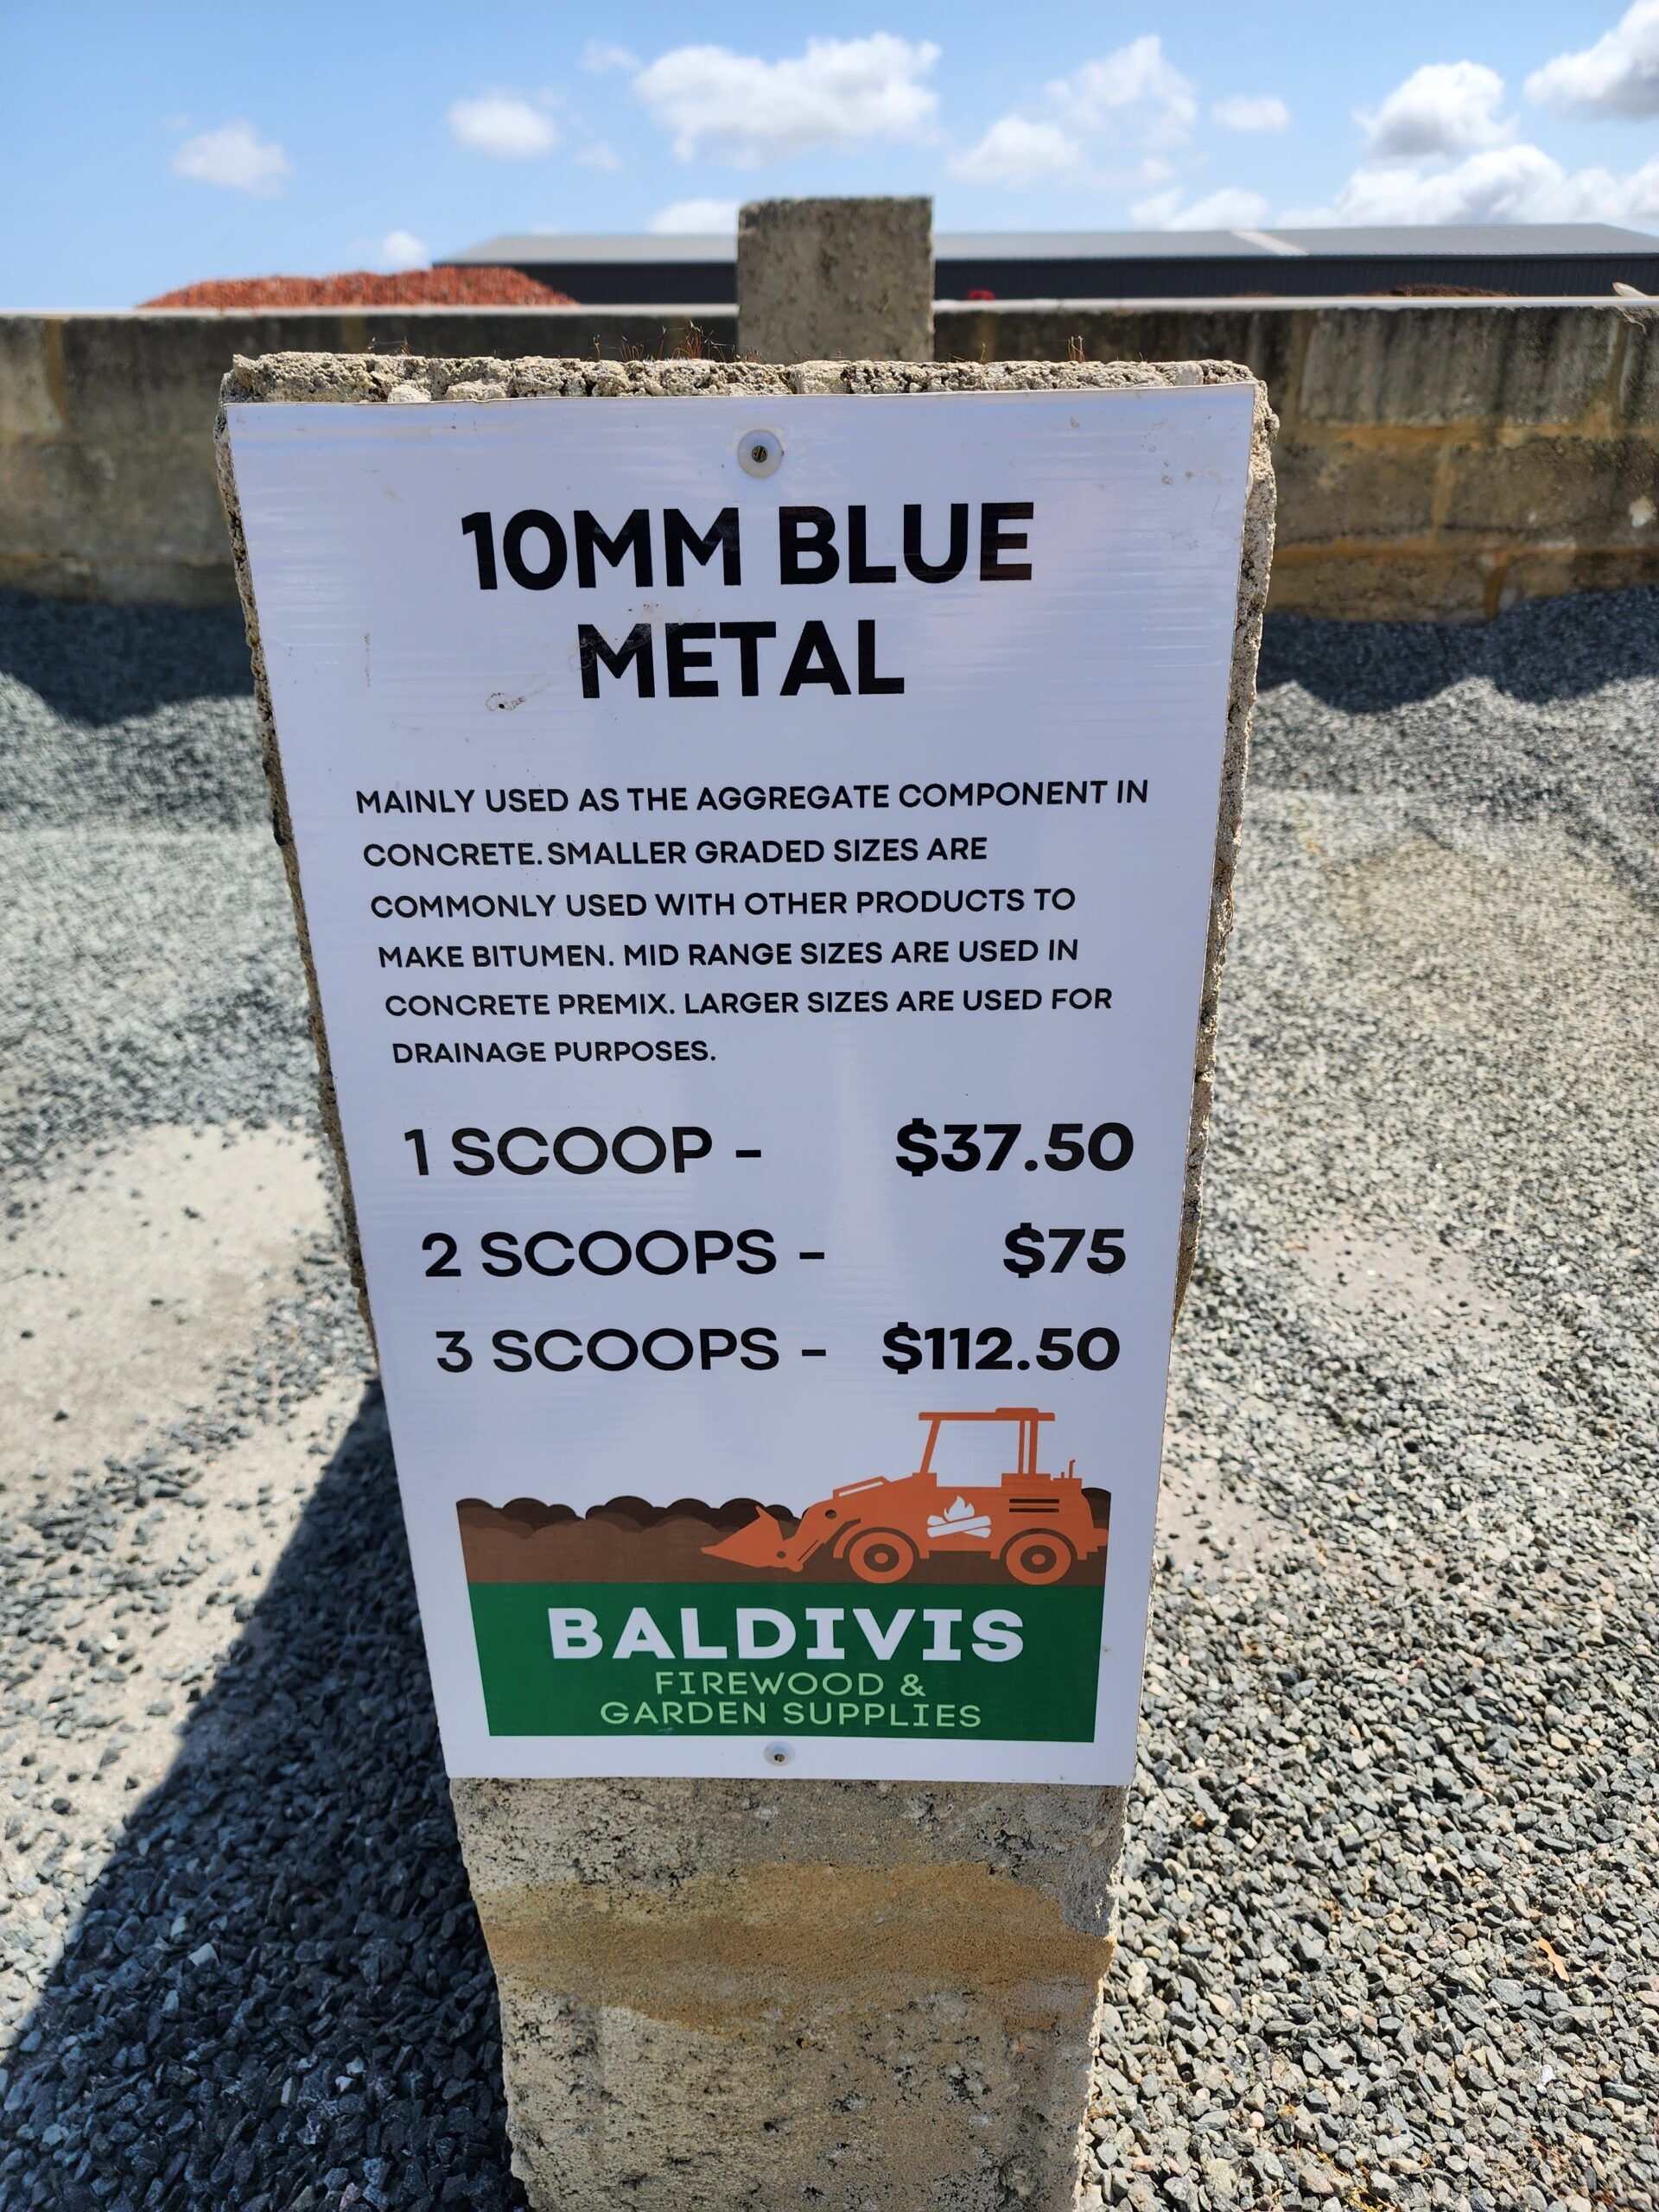 10MM BLUE
METAL
MAINLY USED AS THE AGGREGATE COMPONENT IN
CONCRETE. SMALLER GRADED SIZES ARE
COMMONLY USED WITH OTHER PRODUCTS TO
MAKE BITUMEN. MID RANGE SIZES ARE USED IN
CONCRETE PREMIX. LARGER SIZES ARE USED FOR
DRAINAGE PURPOSES.
1 SCOOP - $37.50
2 SCOOPS - $75
3 SCOOPS - $112.50
BALDIVIS
FIREWOOD &
GARDEN SUPPLIES